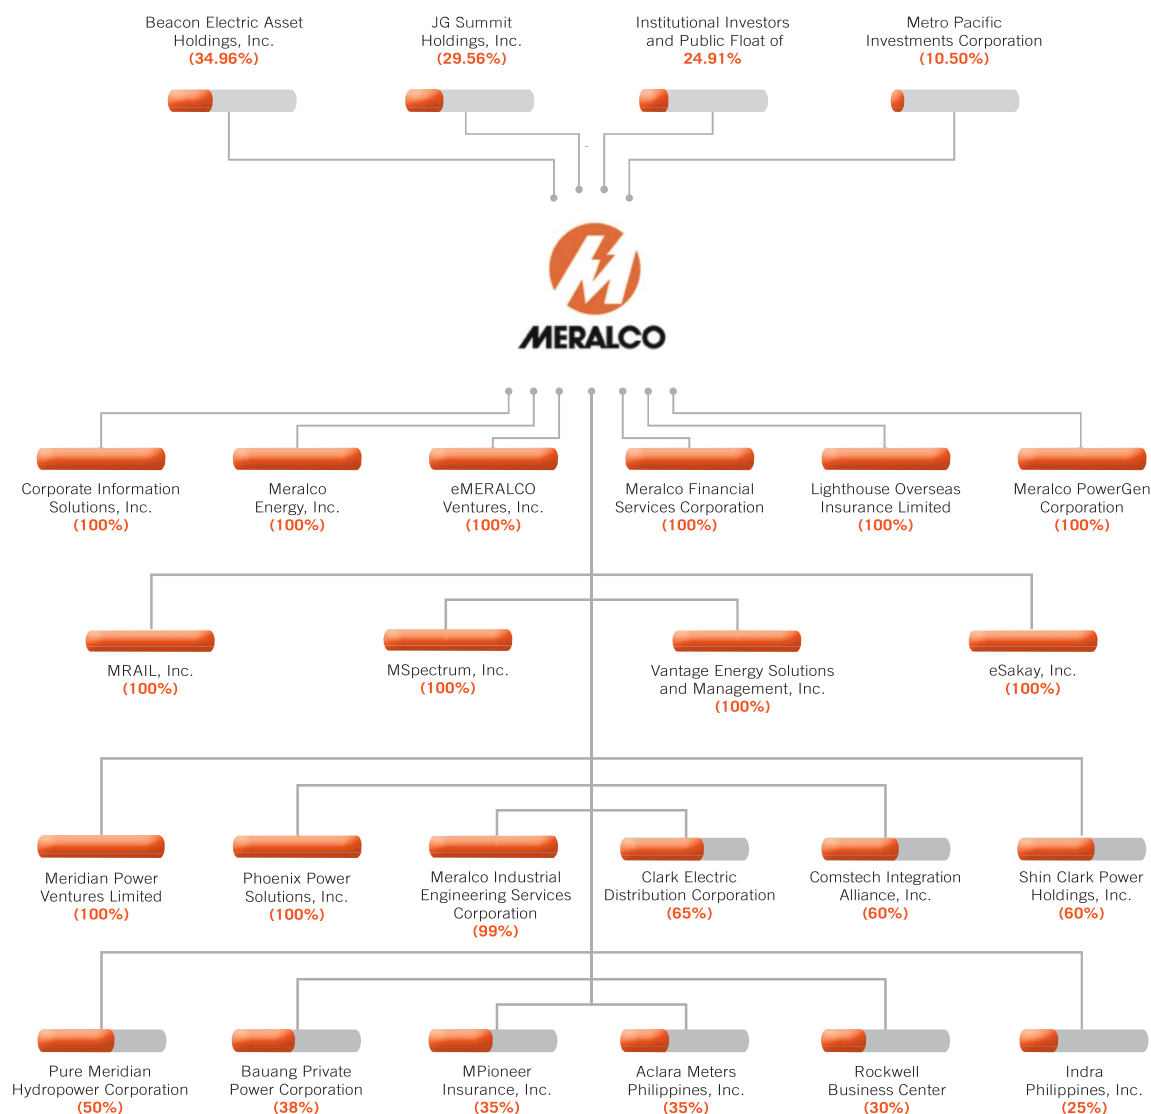 Beacon Electric Asset
Holdings, Inc.
(34.96%)
JG Summit
Holdings, Inc.
(29.56%)
Institutional Investors
and Public Float of
24.91%
Metro Pacific
Investments Corporation
(10.50%)
MERALCO
Corporate Information
Solutions, Inc.
(100%)
Meralco
Energy, Inc.
(100%)
eMERALCO
Ventures, Inc.
(100%)
Meralco Financial
Services Corporation
(100%)
Lighthouse Overseas
Insurance Limited
(100%)
Meralco PowerGen
Corporation
(100%)
MRAIL, Inc.
(100%)
MSpectrum, Inc.
(100%)
Vantage Energy Solutions
and Management, Inc.
(100%)
eSakay, Inc.
(100%)
Meridian Power
Ventures Limited
(100%)
Phoenix Power
Solutions, Inc.
(100%)
Meralco Industrial
Engineering Services
Corporation
(99%)
Clark Electric
Distribution Corporation
(65%)
Comstech Integration
Alliance, Inc.
(60%)
Shin Clark Power
Holdings, Inc.
(60%)
Pure Meridian
Hydropower Corporation
(50%)
Bauang Private
Power Corporation
(38%)
MPioneer
Insurance, Inc.
(35%)
Aclara Meters
Philippines, Inc.
(35%)
Rockwell
Business Center
(30%)
Indra
Philippines, Inc.
(25%)